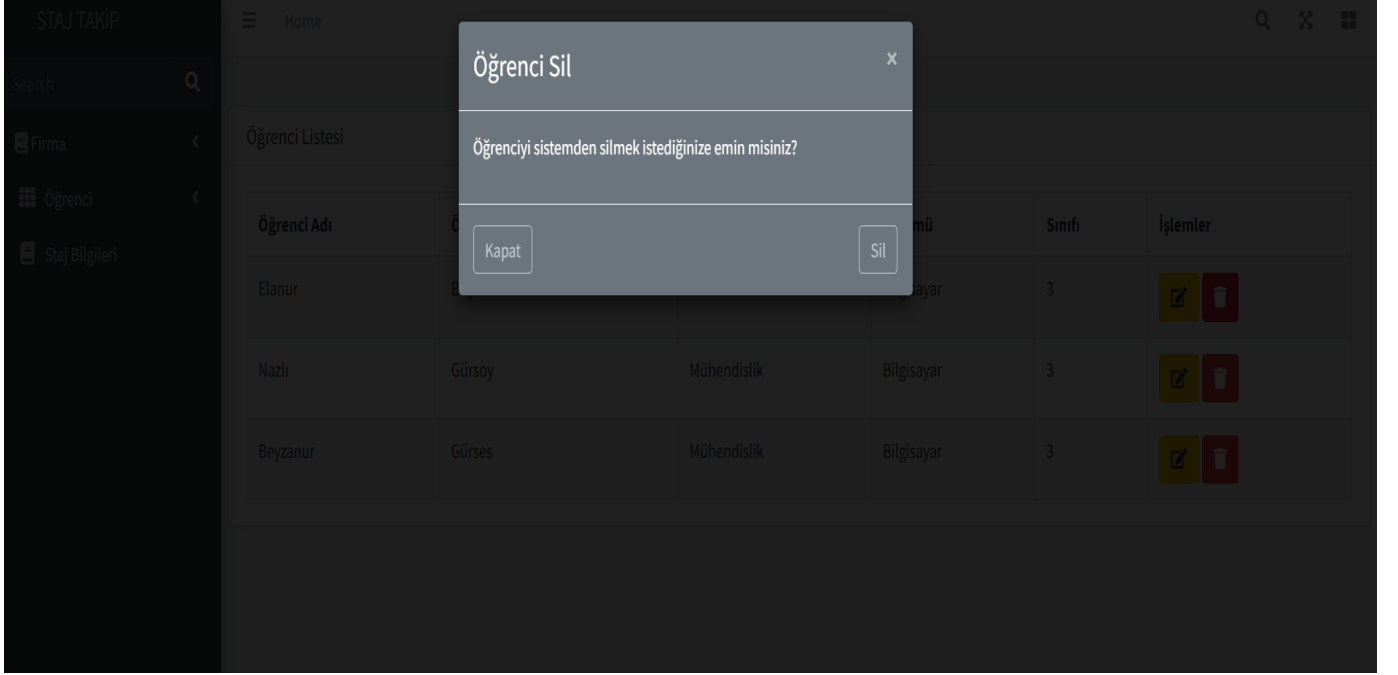 STAJ TAKİP
Home
Search
Firma
Öğrenci
Staj Bilgileri
Öğrenci Sil
x
Öğrenciyi sistemden silmek istediğinize emin misiniz?
Kapat
Sil
Öğrenci Listesi
Öğrenci Adı Sınıfı İşlemler
Elanur 3
Nazlı Gürsoy Mühendislik Bilgisayar 3
Beyzanur Gürses Mühendislik Bilgisayar 3